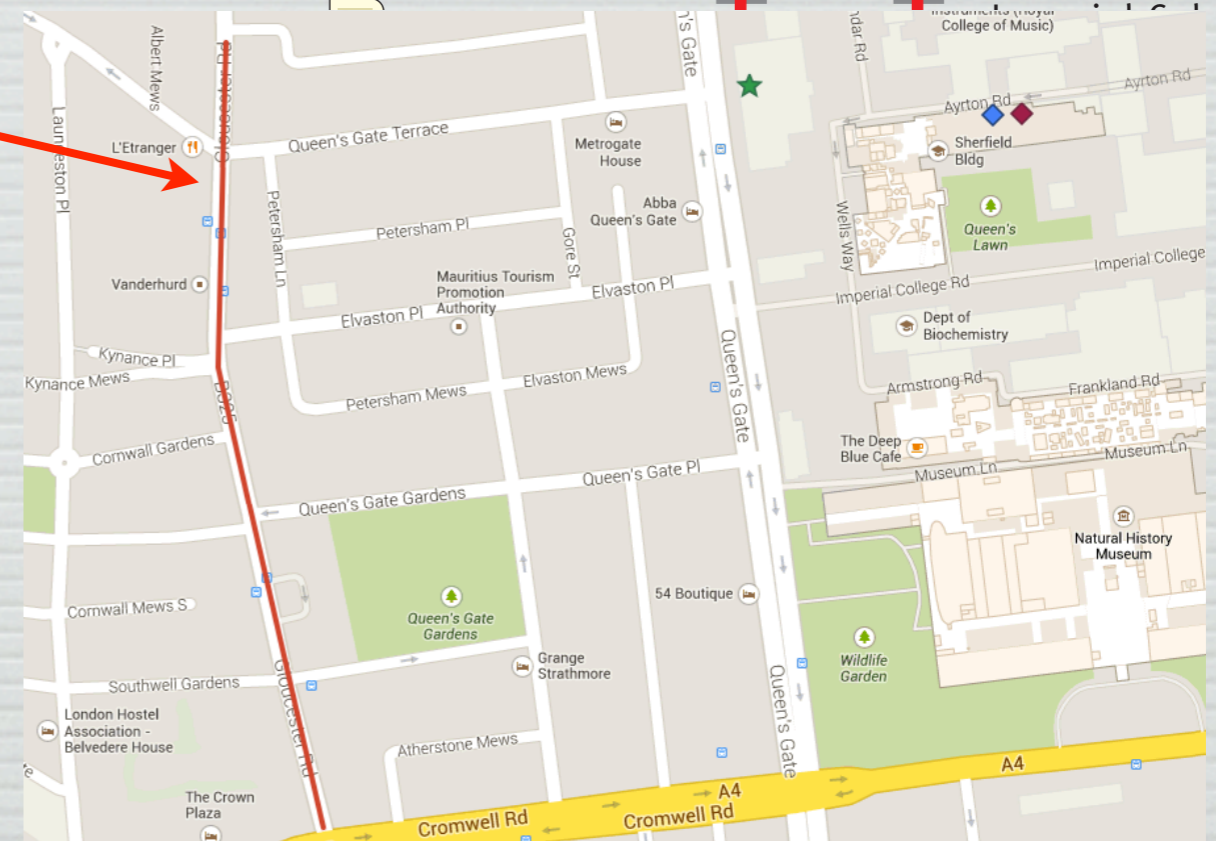 Instruments (Royal
College of Music)
Albert Mews
Gloucester Rd
Queen's Gate
Ayrton Rd
Ayrton Rd
L'Etranger
Queen's Gate Terrace
Metrogate
House
Sherfield
Bldg
Launceston Pl
Petersham Ln
Petersham Pl
Gore St
Abba
Queen's Gate
Wells Way
Queen's
Lawn
Vanderhurd
Mauritius Tourism
Promotion
Authority
Elvaston Pl
Elvaston Pl
Imperial College Rd
Imperial College
Dept of
Biochemistry
Kynance Pl
Kynance Mews
B325
Petersham Mews
Elvaston Mews
Queen's Gate
Armstrong Rd
Frankland Rd
Cornwall Gardens
The Deep
Blue Cafe
Museum Ln
Museum Ln
Queen's Gate Gardens
Queen's Gate Pl
Natural History
Museum
Cornwall Mews S
Queen's Gate
Gardens
54 Boutique
Wildlife
Garden
Grange
Strathmore
Southwell Gardens
Gloucester Rd
Queen's Gate
London Hostel
Association -
Belvedere House
Atherstone Mews
The Crown
Plaza
Cromwell Rd
A4
Cromwell Rd
A4